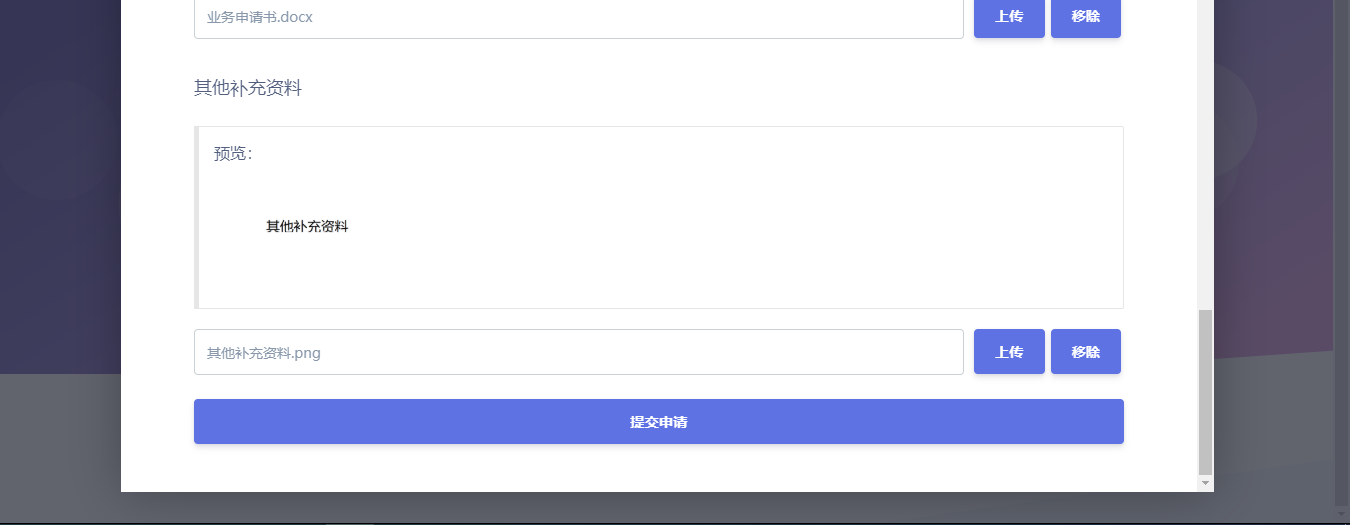 业务申请书.docx
上传
移除
其他补充资料
预览：
其他补充资料
其他补充资料.png
上传
移除
提交申请